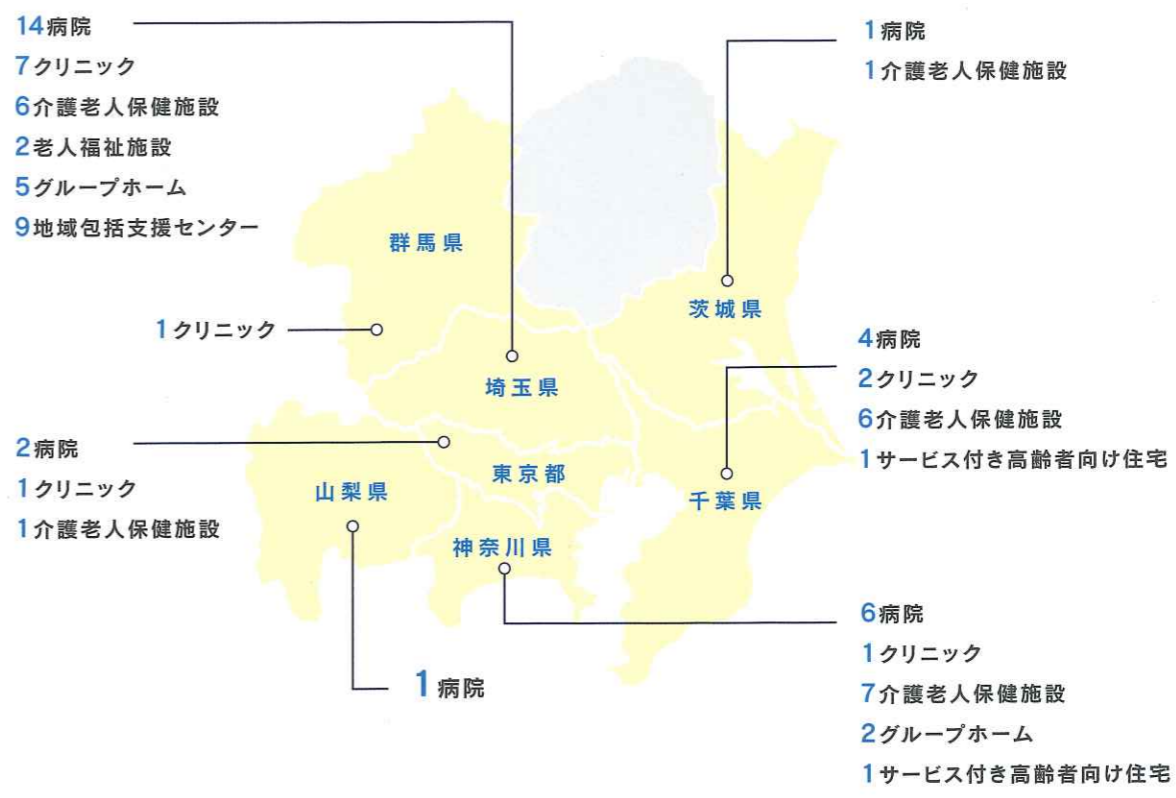 14病院
7クリニック
6介護老人保健施設
2老人福祉施設
5グループホーム
9地域包括支援センター
1病院
1介護老人保健施設
群馬県
茨城県
1クリニック
埼玉県
4病院
2クリニック
6介護老人保健施設
1サービス付き高齢者向け住宅
2病院
1クリニック
1介護老人保健施設
東京都
山梨県
千葉県
神奈川県
1病院
6病院
1クリニック
7介護老人保健施設
2グループホーム
1サービス付き高齢者向け住宅